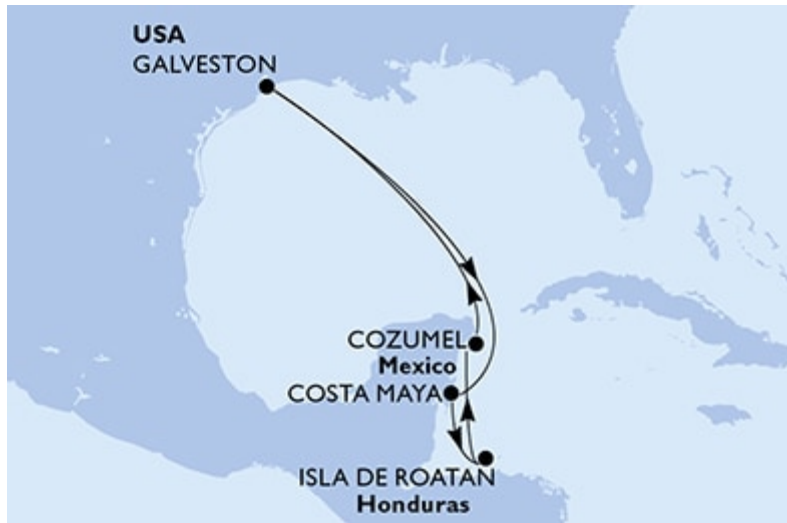 USA
GALVESTON
COZUMEL
Mexico
COSTA MAYA
ISLA DE ROATAN
Honduras